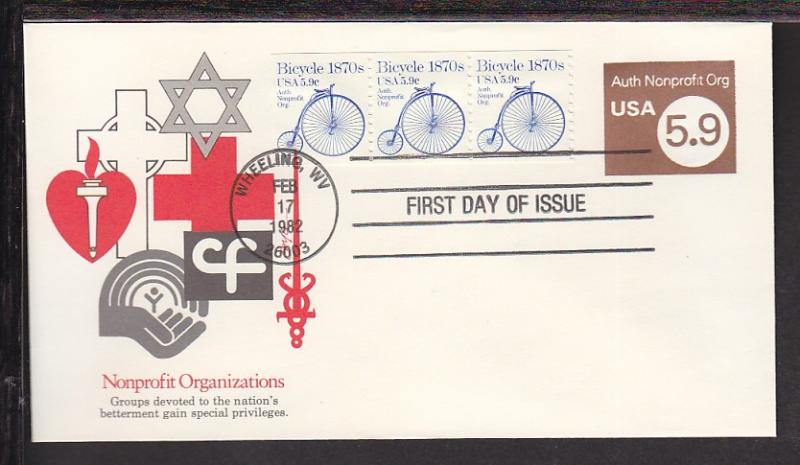 Bicycle 1870s
USA 5.9c
Auth
Nonprofit
Org.
Bicycle 1870s
USA 5.9c
Auth
Nonprofit
Org.
Bicycle 1870s
USA 5.9c
Auth
Nonprofit
Org.
Auth Nonprofit Org
USA
5.9
WHEELING, WV
FEB
17
1982
26003
FIRST DAY OF ISSUE
cf
Nonprofit Organizations
Groups devoted to the nation's
betterment gain special privileges.